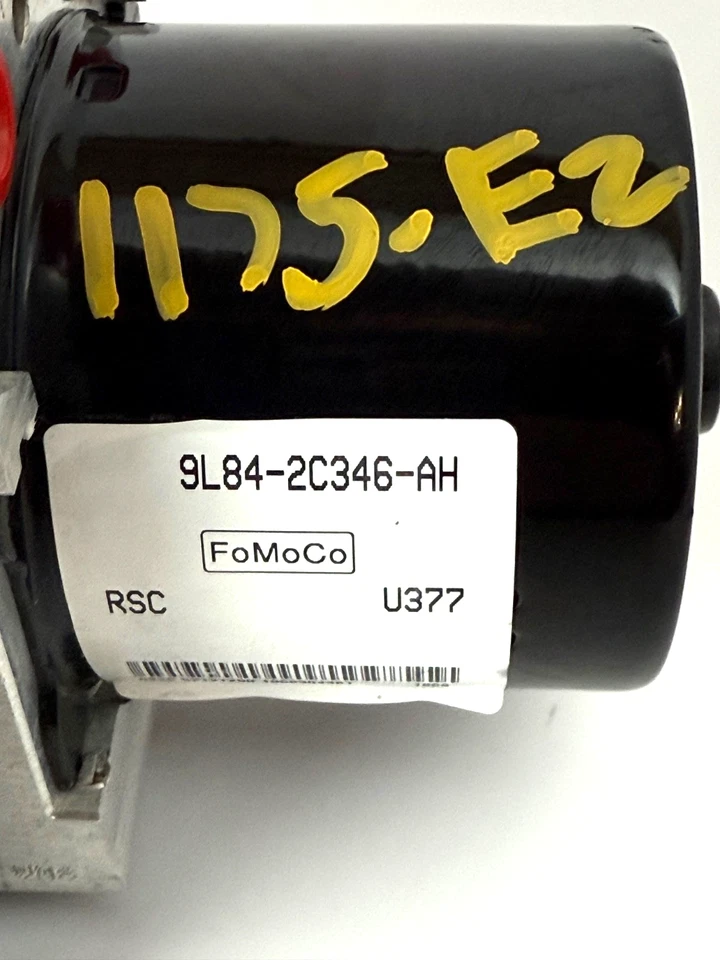 1175.E2
9L84-2C346-AH
FoMoCo
RSC U377